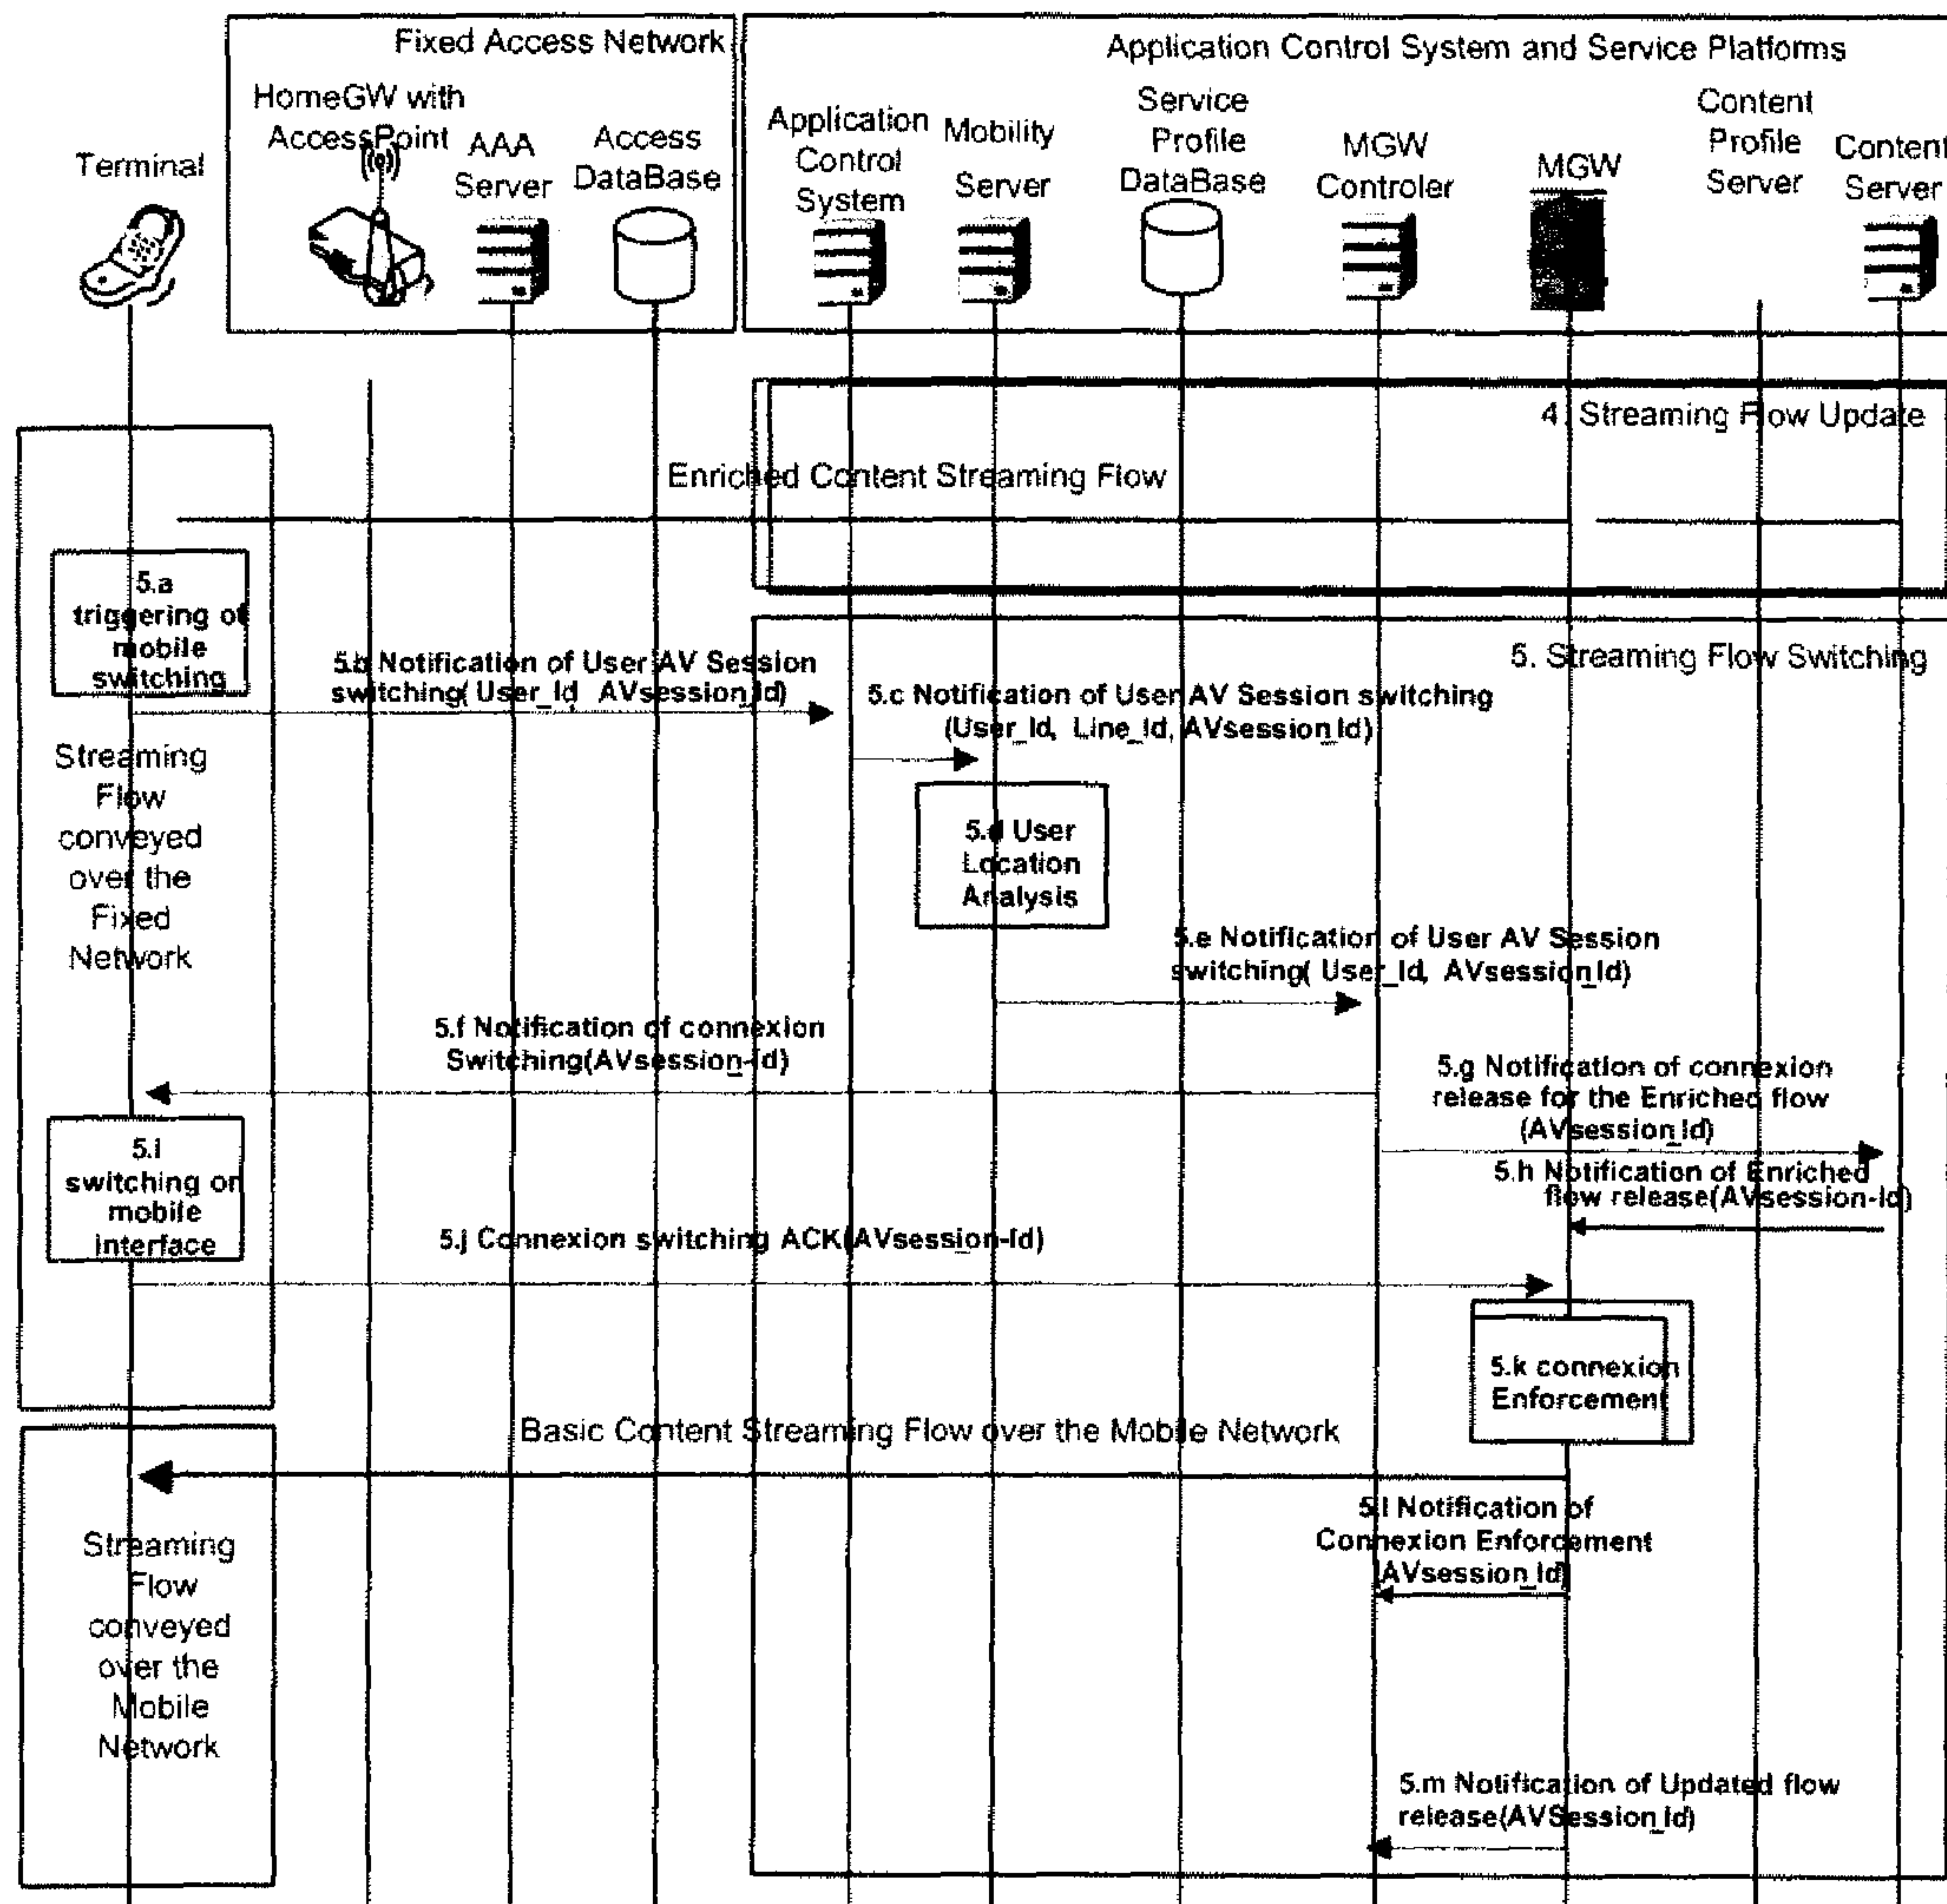 Fixed Access Network
Application Control System and Service Platforms
Terminal
HomeGW with
AccessPoint
AAA
Server
Access
DataBase
Application
Control
System
Mobility
Server
Service
Profile
DataBase
MGW
Controler
MGW
Content
Profile
Server
Content
Server
4. Streaming Flow Update
Enriched Content Streaming Flow
5.a
triggering of
mobile
switching
5. Streaming Flow Switching
5.b Notification of User AV Session
switching( User_Id, AVsession_Id)
5.c Notification of User AV Session switching
(User_Id, Line_Id, AVsession_Id)
Streaming
Flow
conveyed
over the
Fixed
Network
5.d User
Location
Analysis
5.e Notification of User AV Session
switching( User_Id, AVsession_Id)
5.f Notification of connexion
Switching(AVsession-Id)
5.g Notification of connexion
release for the Enriched flow
(AVsession_Id)
5.h Notification of Enriched
flow release(AVsession-Id)
5.i
switching on
mobile
interface
5.j Connexion switching ACK(AVsession-Id)
5.k connexion
Enforcement
Basic Content Streaming Flow over the Mobile Network
5.l Notification of
Connexion Enforcement
(AVsession_Id)
Streaming
Flow
conveyed
over the
Mobile
Network
5.m Notification of Updated flow
release(AVSession_Id)